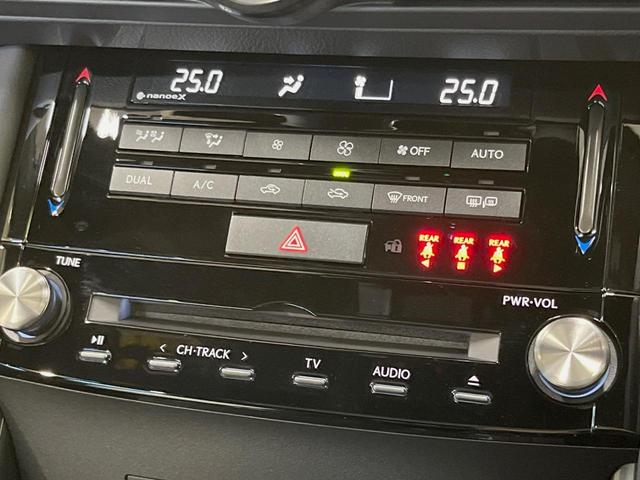 25.0 25.0
nanoeX
OFF AUTO
DUAL A/C FRONT
REAR REAR REAR
TUNE PWR·VOL
< CH·TRACK > TV AUDIO